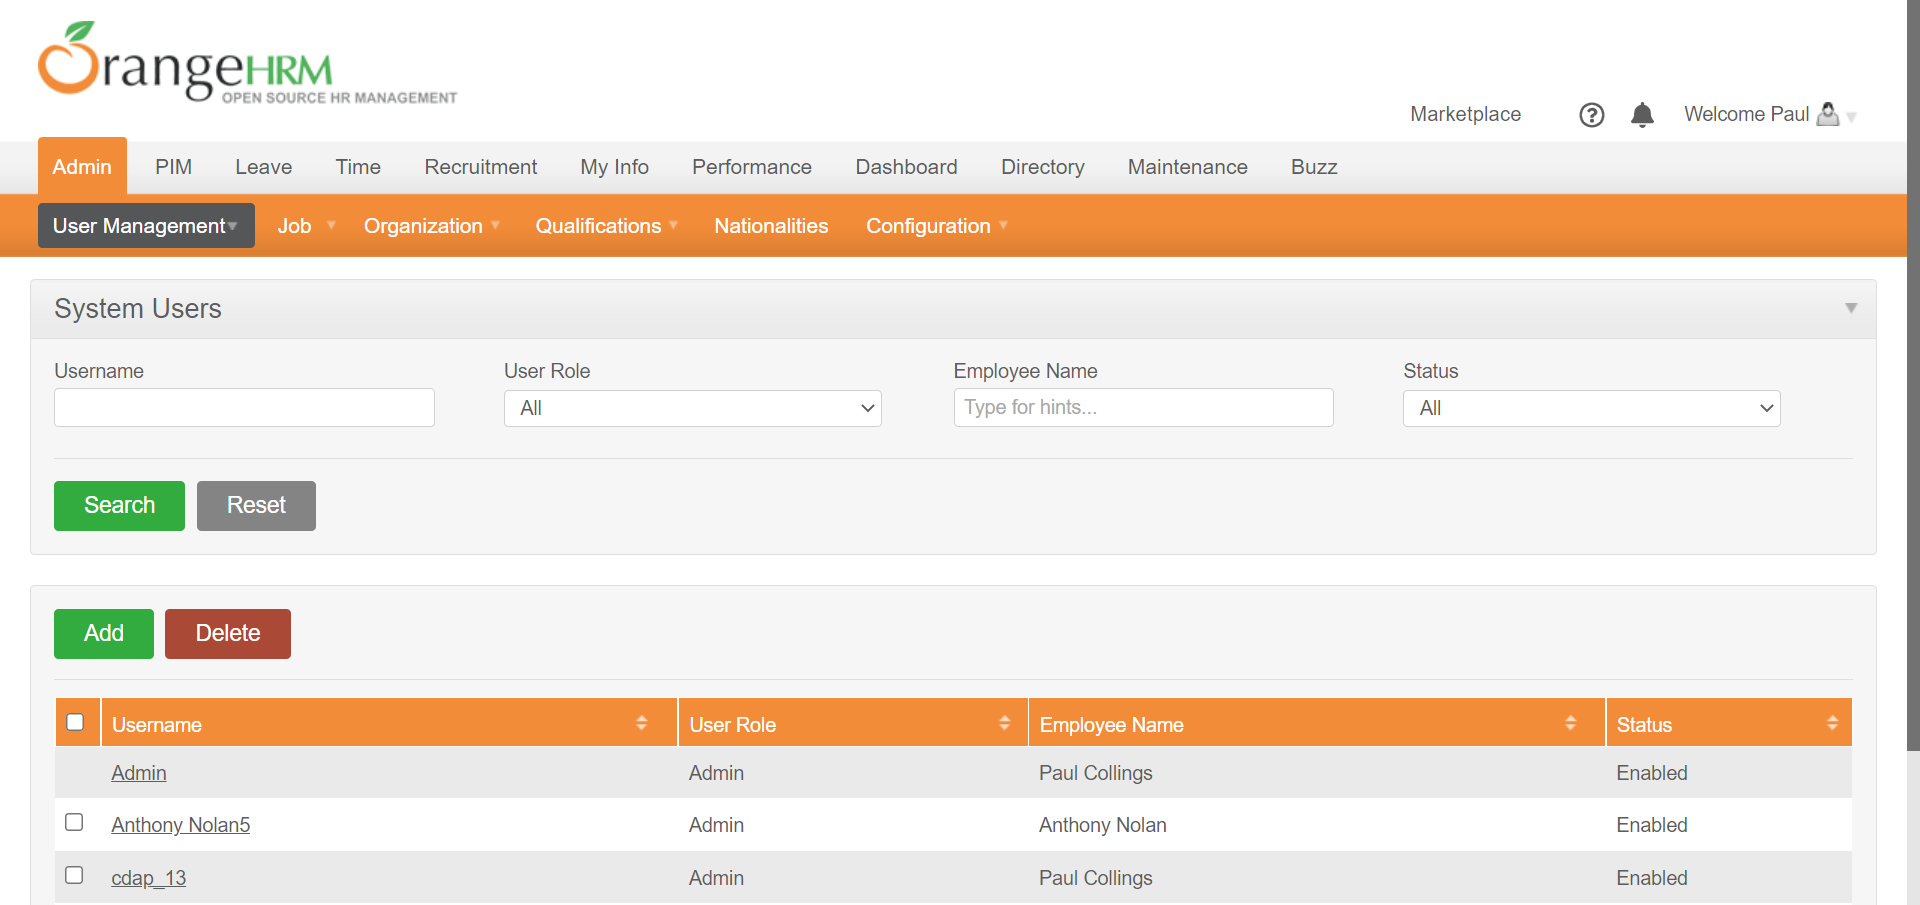 OrangeHRM
OPEN SOURCE HR MANAGEMENT
Marketplace ? Welcome Paul
Admin PIM Leave Time Recruitment My Info Performance Dashboard Directory Maintenance Buzz
User Management Job Organization Qualifications Nationalities Configuration
System Users
Username User Role Employee Name Status
All Type for hints... All
Search Reset
Add Delete
Username User Role Employee Name Status
Admin Admin Paul Collings Enabled
Anthony Nolan5 Admin Anthony Nolan Enabled
cdap_13 Admin Paul Collings Enabled